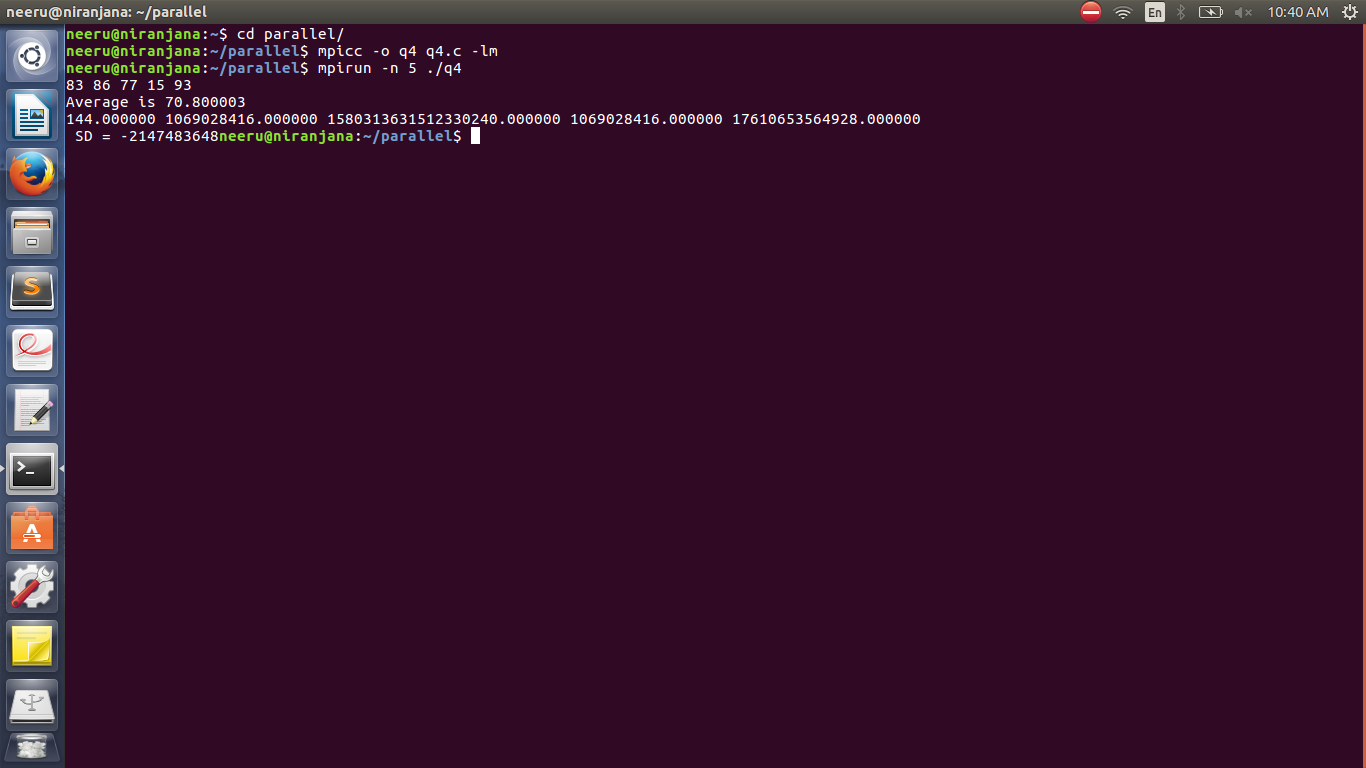 neeru@niranjana: ~/parallel
En
10:40 AM
neeru@niranjana:~$ cd parallel/
neeru@niranjana:~/parallel$ mpicc -o q4 q4.c -lm
neeru@niranjana:~/parallel$ mpirun -n 5 ./q4
83 86 77 15 93
Average is 70.800003
144.000000 1069028416.000000 1580313631512330240.000000 1069028416.000000 17610653564928.000000
 SD = -2147483648neeru@niranjana:~/parallel$